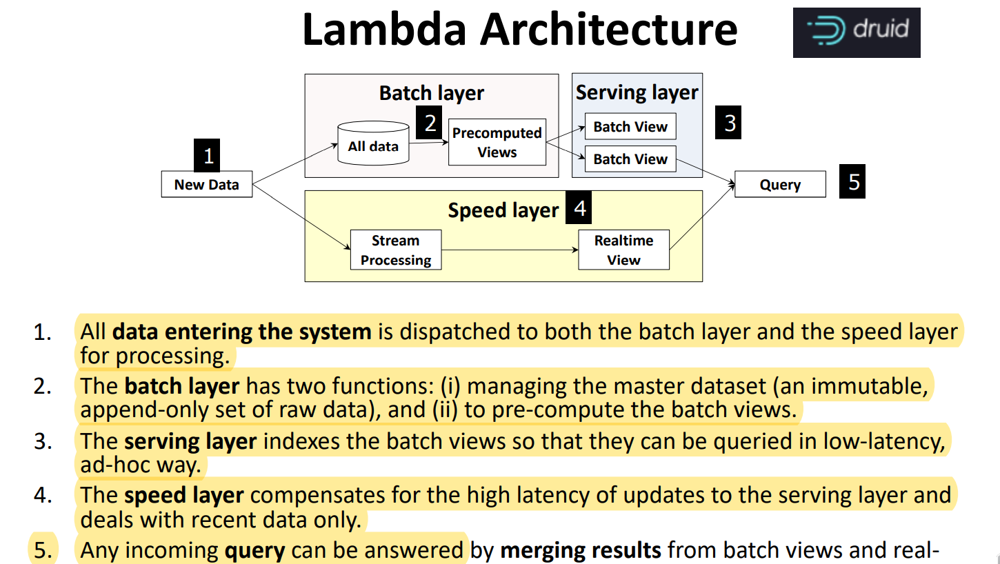 Lambda Architecture
druid
Batch layer
Serving layer
2
3
Batch View
Precomputed
Views
All data
1
Batch View
New Data
Query
5
Speed layer
4
Stream
Processing
Realtime
View
1. All data entering the system is dispatched to both the batch layer and the speed layer
for processing.
2. The batch layer has two functions: (i) managing the master dataset (an immutable,
append-only set of raw data), and (ii) to pre-compute the batch views.
3. The serving layer indexes the batch views so that they can be queried in low-latency,
ad-hoc way.
4. The speed layer compensates for the high latency of updates to the serving layer and
deals with recent data only.
5. Any incoming query can be answered by merging results from batch views and real-